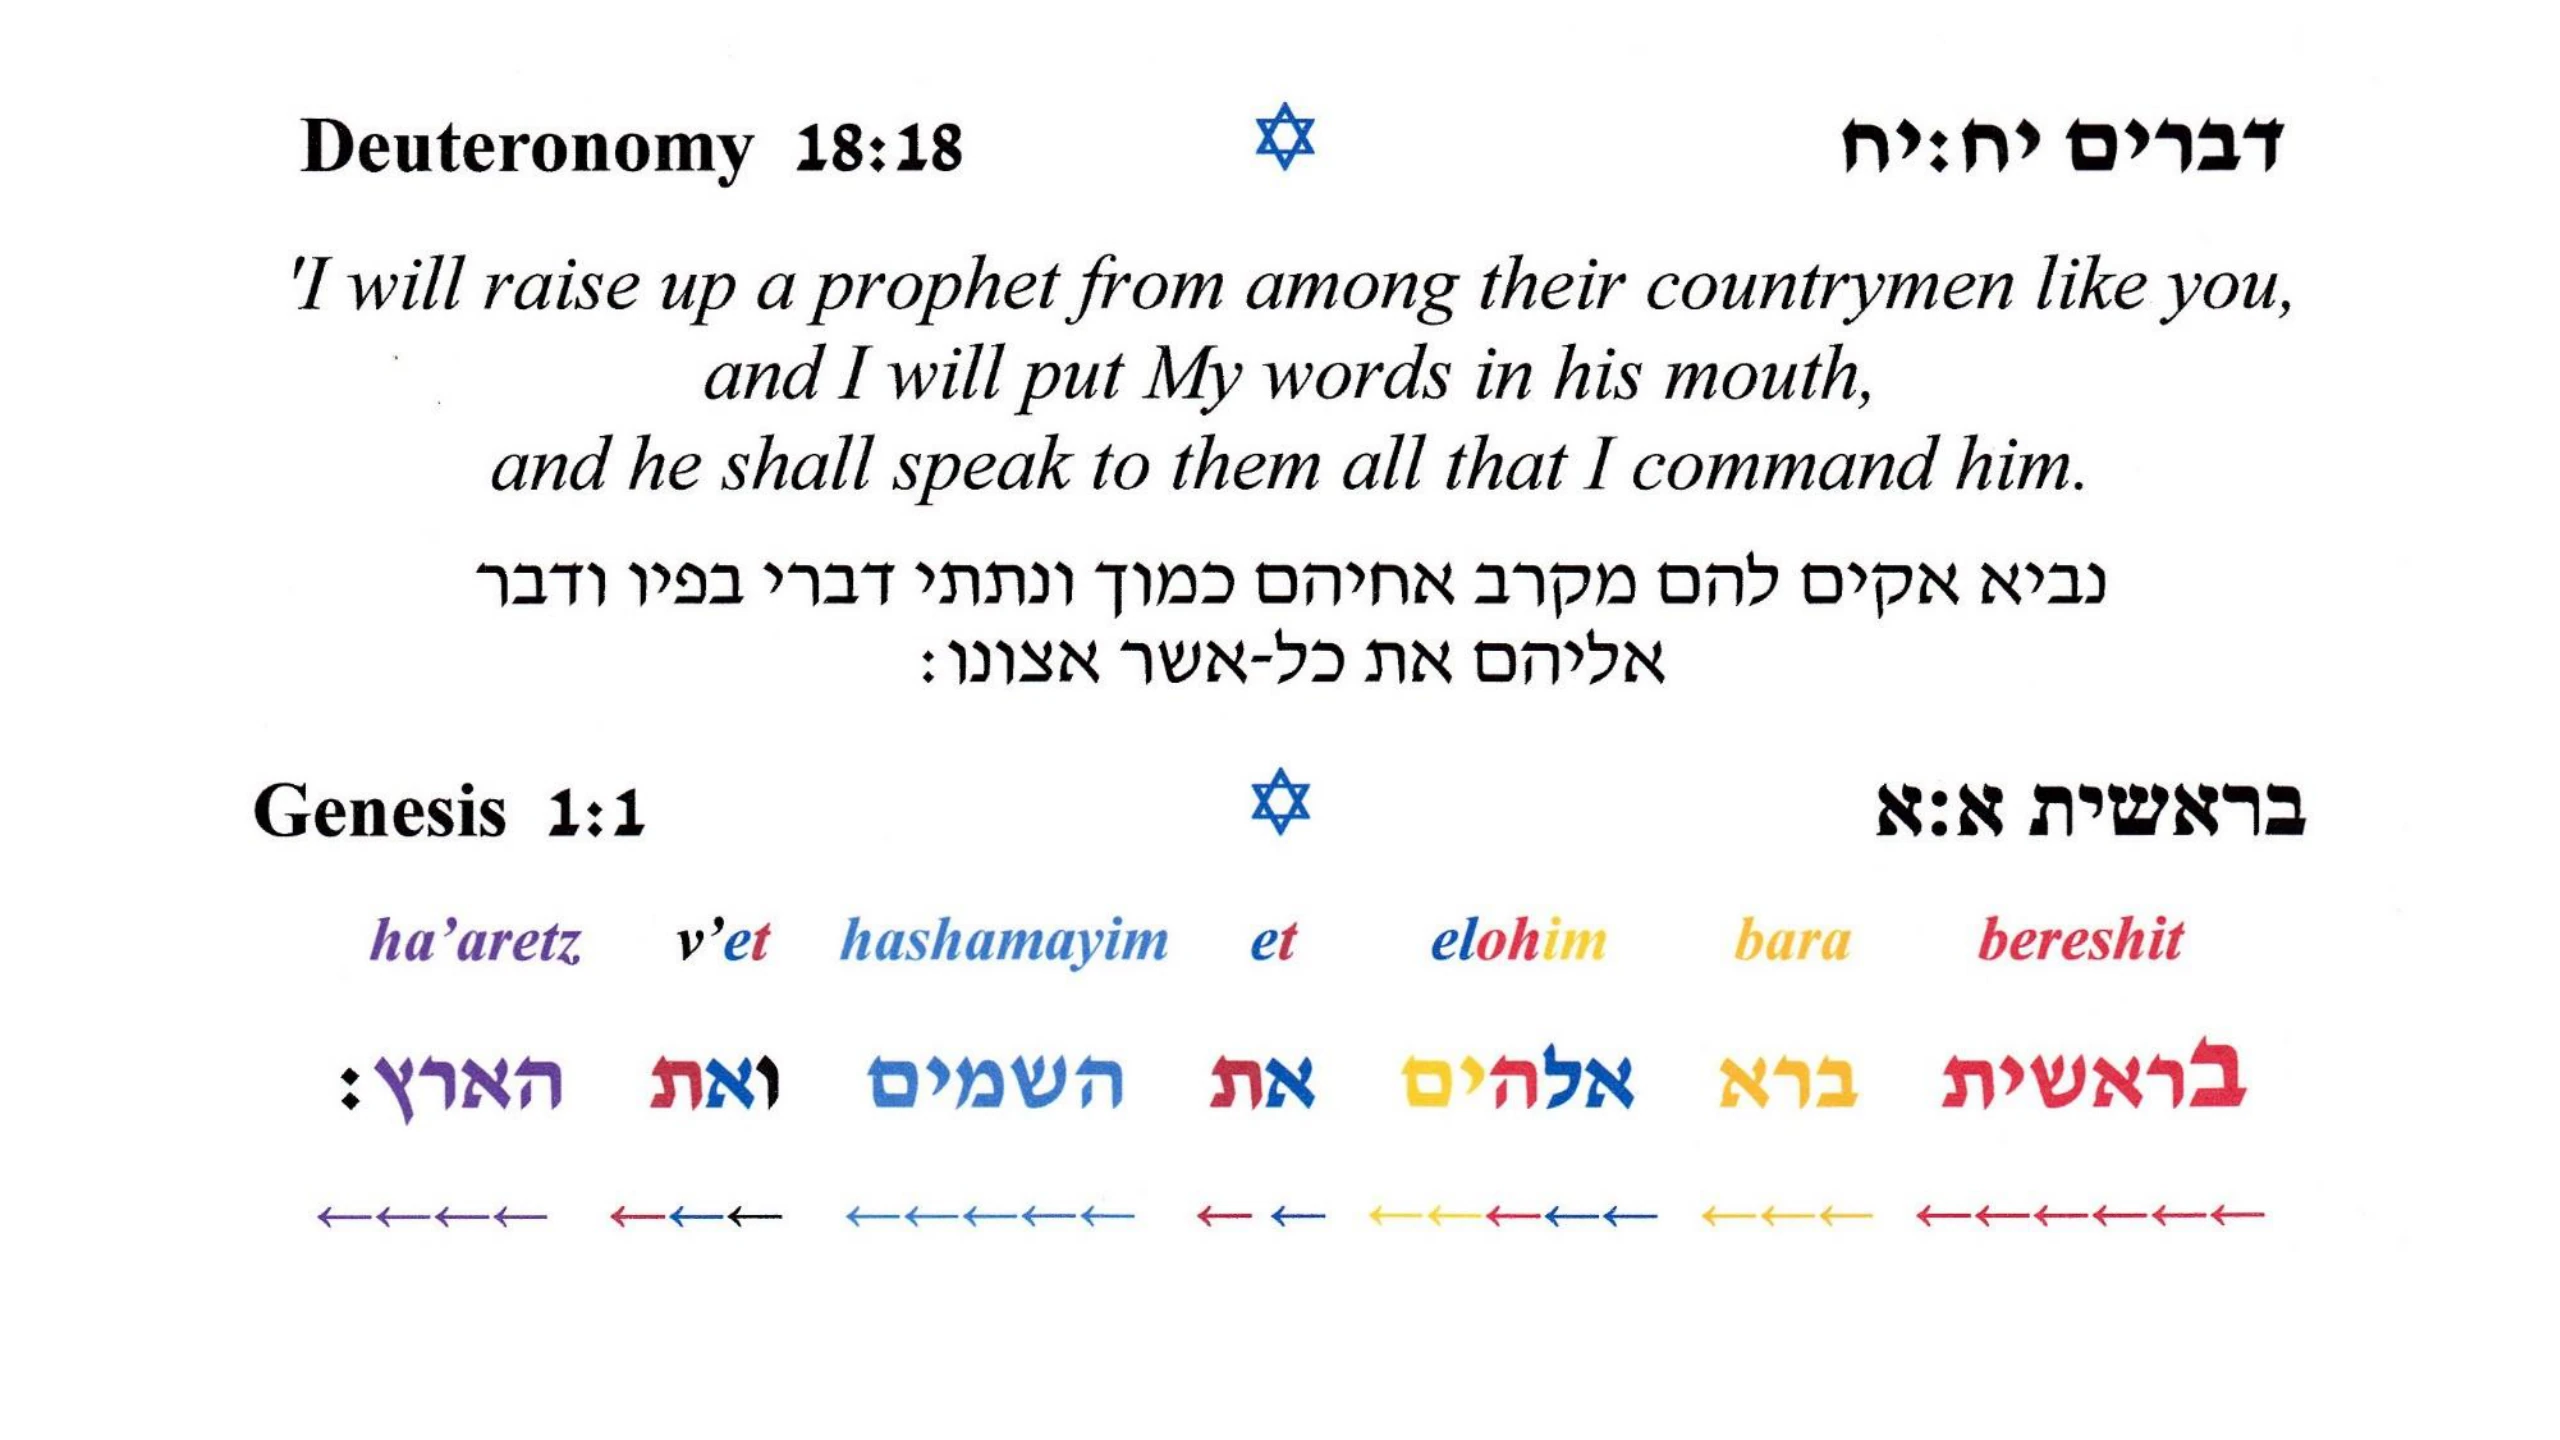 Deuteronomy 18:18 ✡ דברים יח:יח
'I will raise up a prophet from among their countrymen like you,
and I will put My words in his mouth,
and he shall speak to them all that I command him.
נביא אקים להם מקרב אחיהם כמוך ונתתי דברי בפיו ודבר
אליהם את כל-אשר אצונו:
Genesis 1:1 ✡ בראשית א:א
ha’aretz v’et hashamayim et elohim bara bereshit
בראשית ברא אלהים את השמים ואת הארץ:
←←←← ←←← ←←←←← ← ← ←←←←← ←←← ←←←←←←